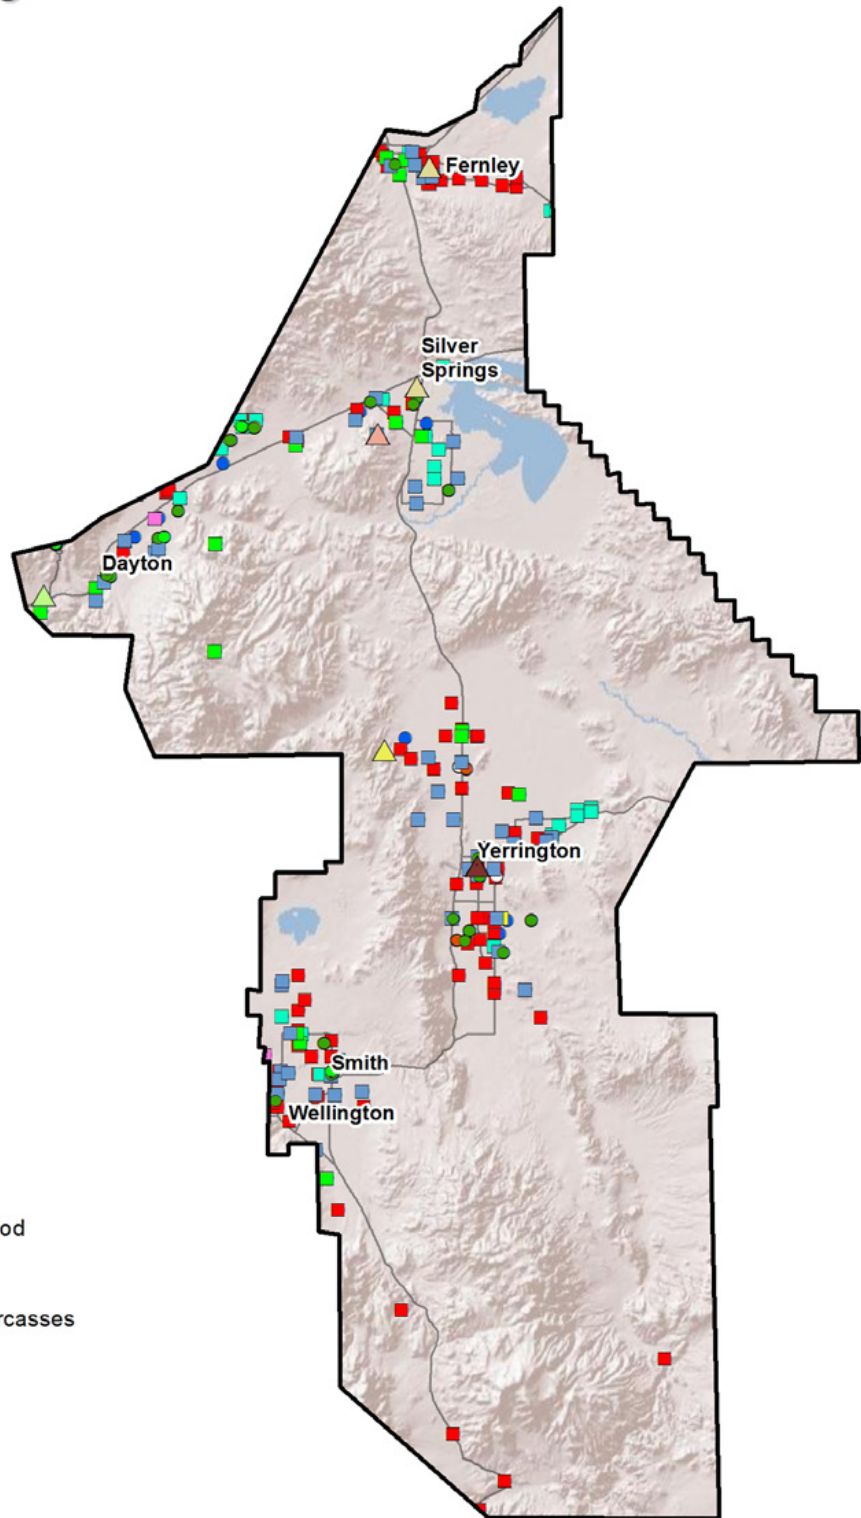 Fernley
Silver
Springs
Dayton
Yerrington
Smith
Wellington
od
rcasses